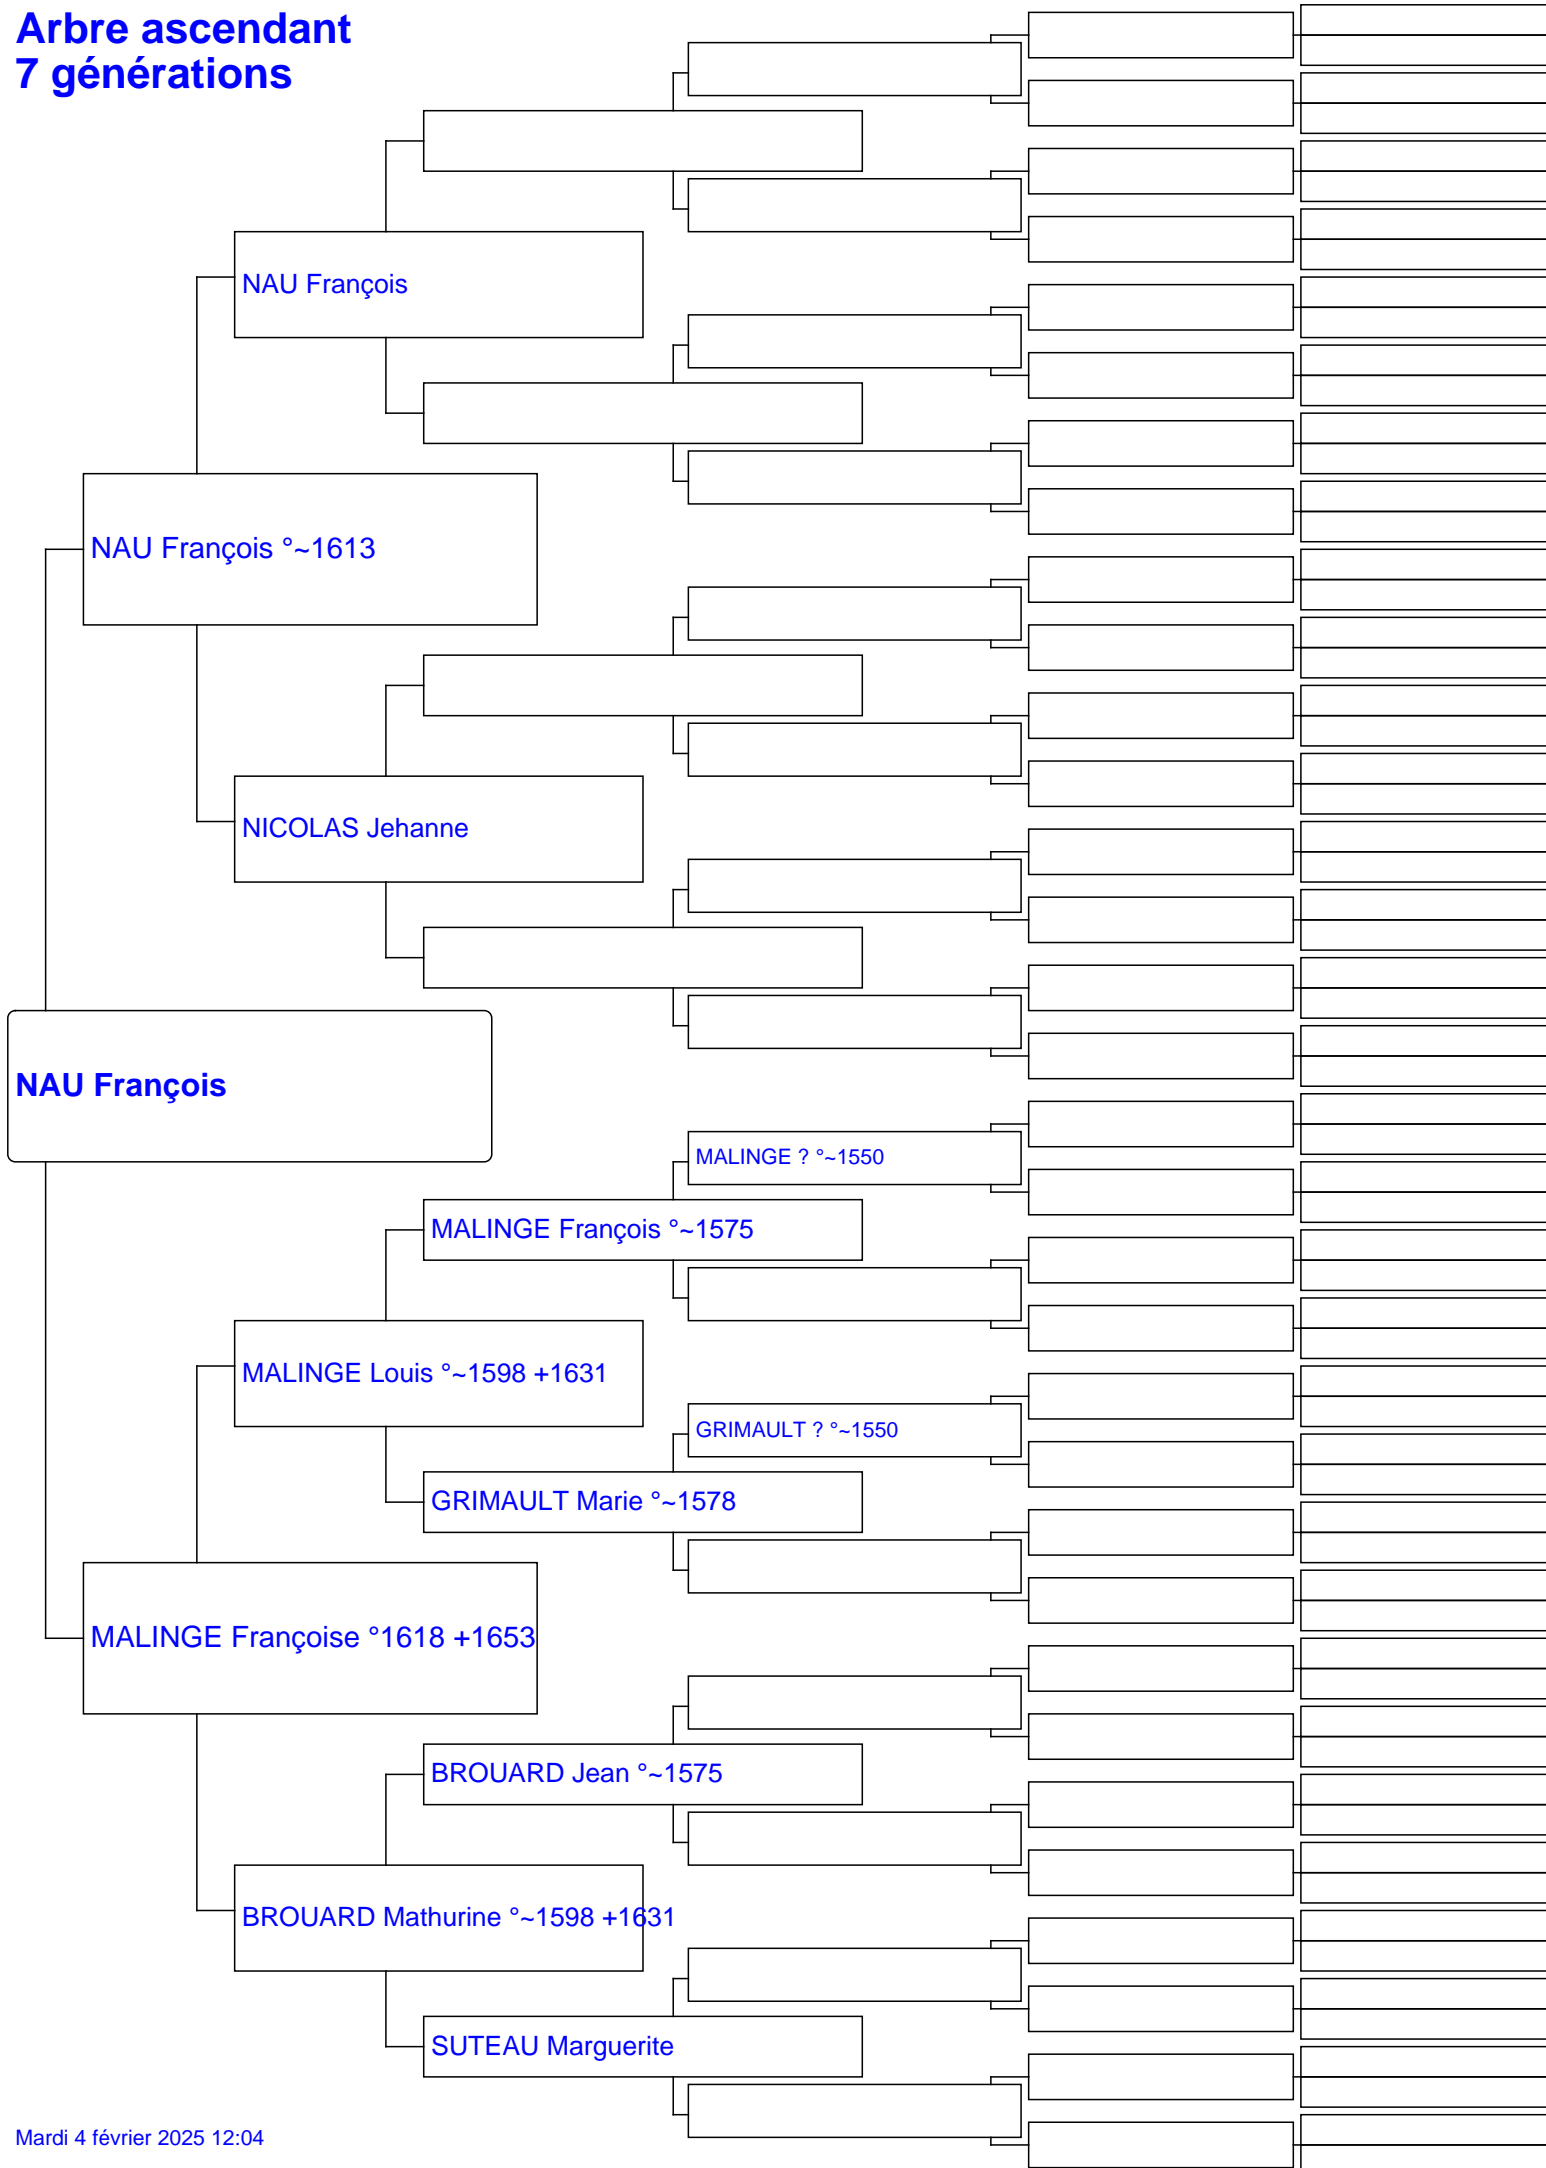 Arbre ascendant
7 générations
NAU François
NAU François °~1613
NICOLAS Jehanne
NAU François
MALINGE ? °~1550
MALINGE François °~1575
MALINGE Louis °~1598 +1631
GRIMAULT ? °~1550
GRIMAULT Marie °~1578
MALINGE Françoise °1618 +1653
BROUARD Jean °~1575
BROUARD Mathurine °~1598 +1631
SUTEAU Marguerite
Mardi 4 février 2025 12:04